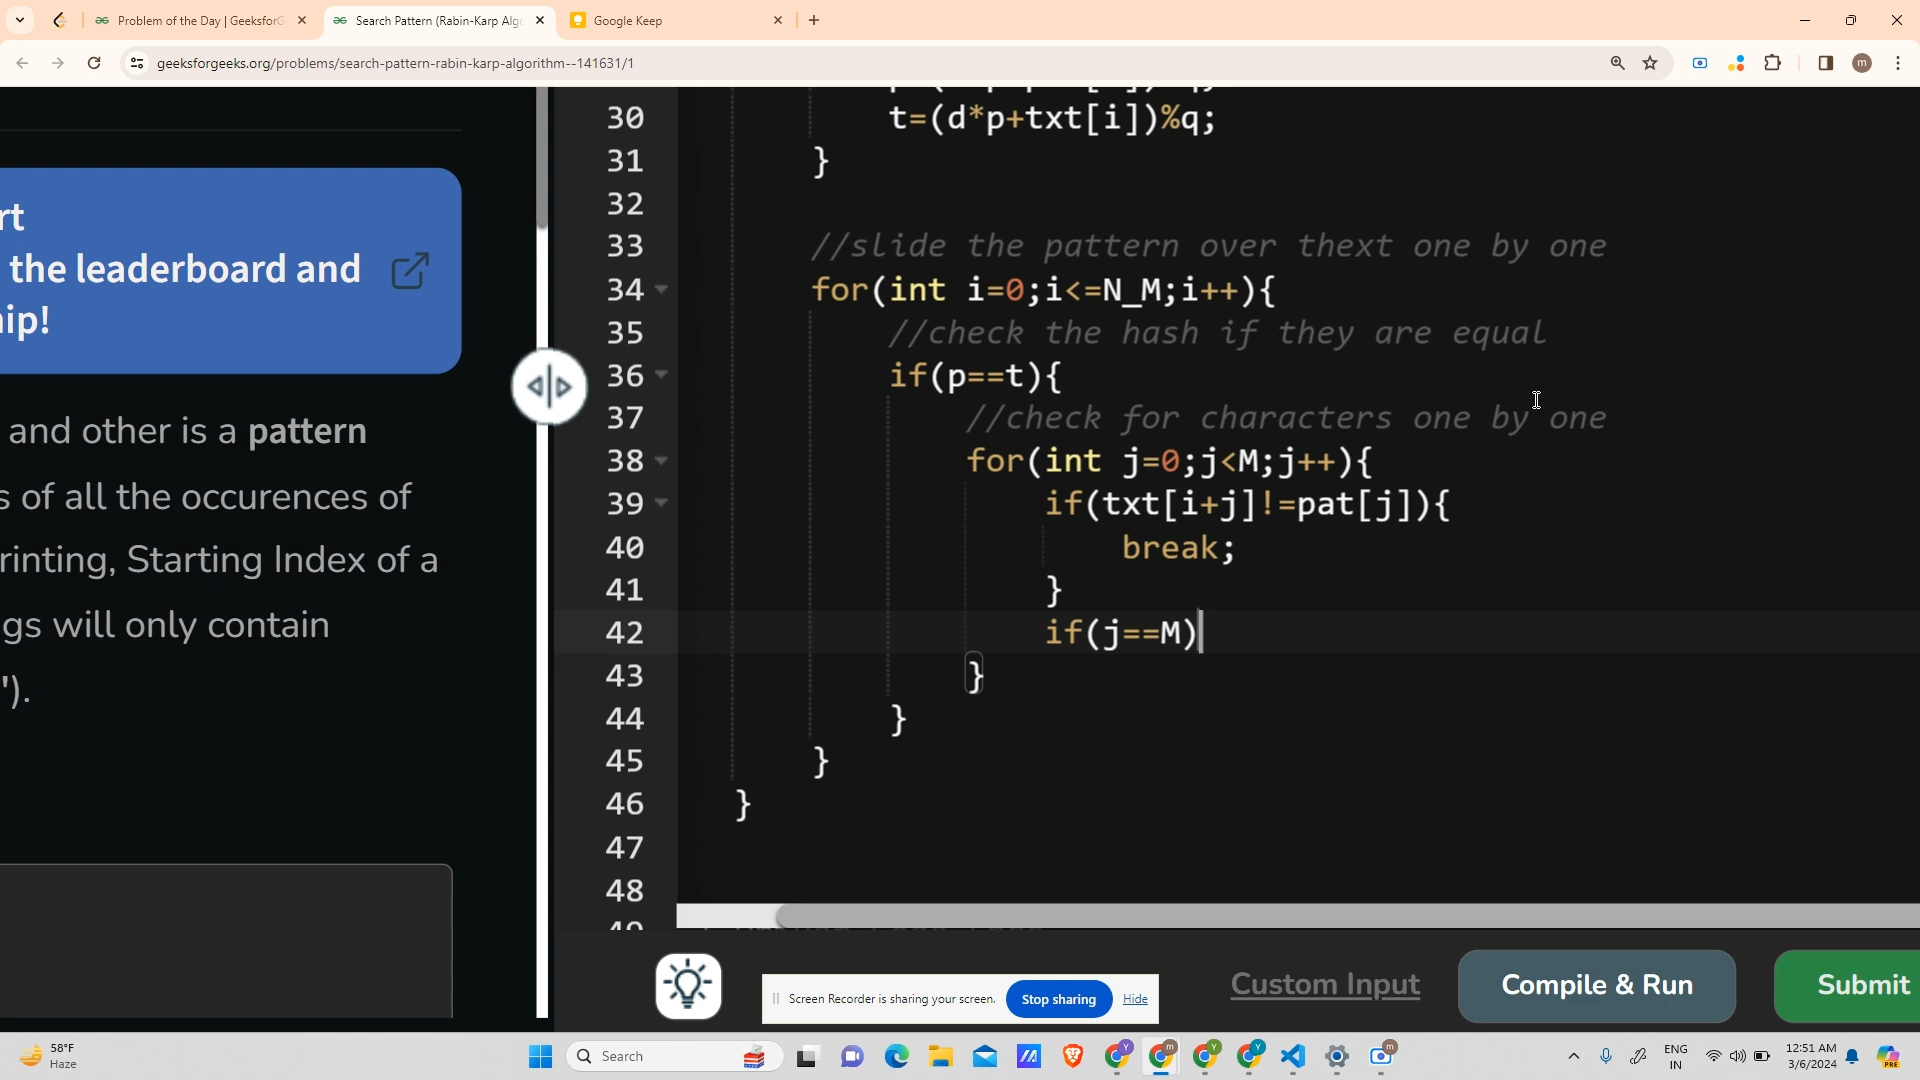 Problem of the Day | GeeksforG
Search Pattern (Rabin-Karp Algo
Google Keep
geeksforgeeks.org/problems/search-pattern-rabin-karp-algorithm--141631/1
m
rt
the leaderboard and
ip!
and other is a pattern
s of all the occurences of
rinting, Starting Index of a
gs will only contain
').
30 t=(d*p+txt[i])%q;
31 }
32
33 //slide the pattern over thext one by one
34 for(int i=0;i<=N_M;i++){
35 //check the hash if they are equal
36 if(p==t){
37 //check for characters one by one
38 for(int j=0;j<M;j++){
39 if(txt[i+j]!=pat[j]){
40 break;
41 }
42 if(j==M)
43 }
44 }
45 }
46 }
47
48
49
Custom Input
Compile & Run
Submit
Screen Recorder is sharing your screen.
Stop sharing
Hide
58°F
Haze
Search
ENG
IN
12:51 AM
3/6/2024